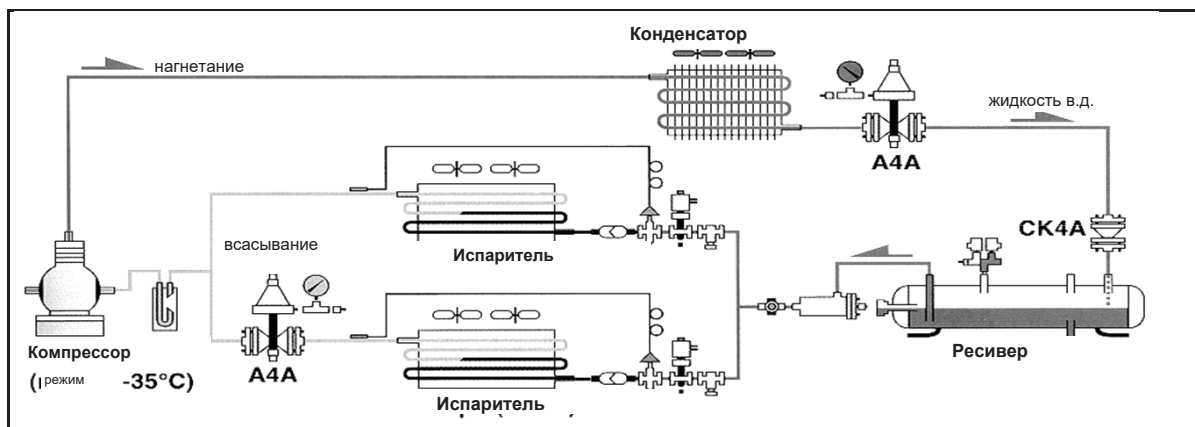 Конденсатор
нагнетание
жидкость в.д.
A4A
CK4A
всасывание
Испаритель
Компрессор
(режим -35°C)
A4A
Ресивер
Испаритель